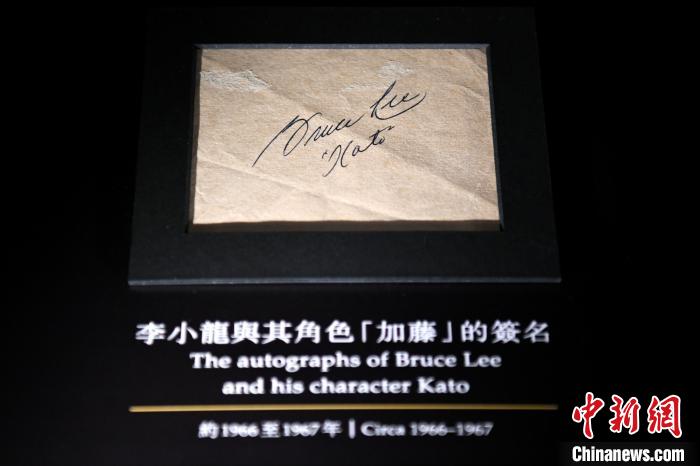 Bruce Lee
"Kato"
李小龍與其角色「加藤」的簽名
The autographs of Bruce Lee
and his character Kato
約1966至1967年 | Circa 1966–1967
中新网
Chinanews.com